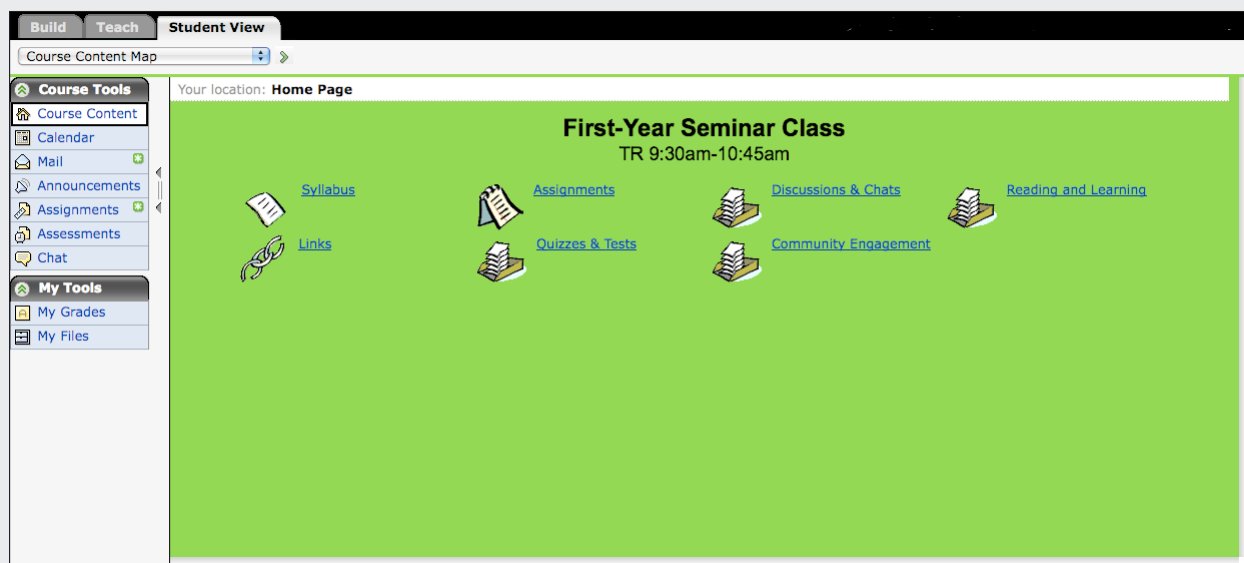 Build Teach Student View
Course Content Map
Course Tools
Course Content
Calendar
Mail
Announcements
Assignments
Assessments
Chat
My Tools
My Grades
My Files
Your location: Home Page
First-Year Seminar Class
TR 9:30am-10:45am
Syllabus Assignments Discussions & Chats Reading and Learning
Links Quizzes & Tests Community Engagement